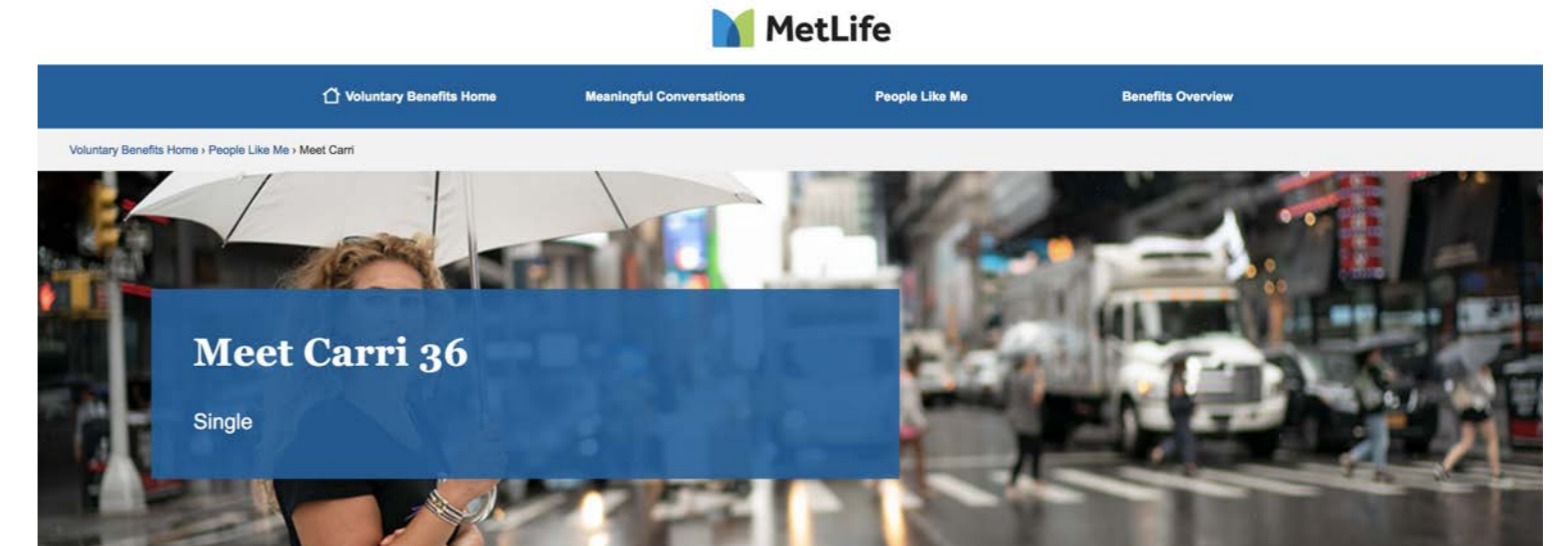 MetLife
Voluntary Benefits Home Meaningful Conversations People Like Me Benefits Overview
Voluntary Benefits Home › People Like Me › Meet Carri
Meet Carri 36
Single